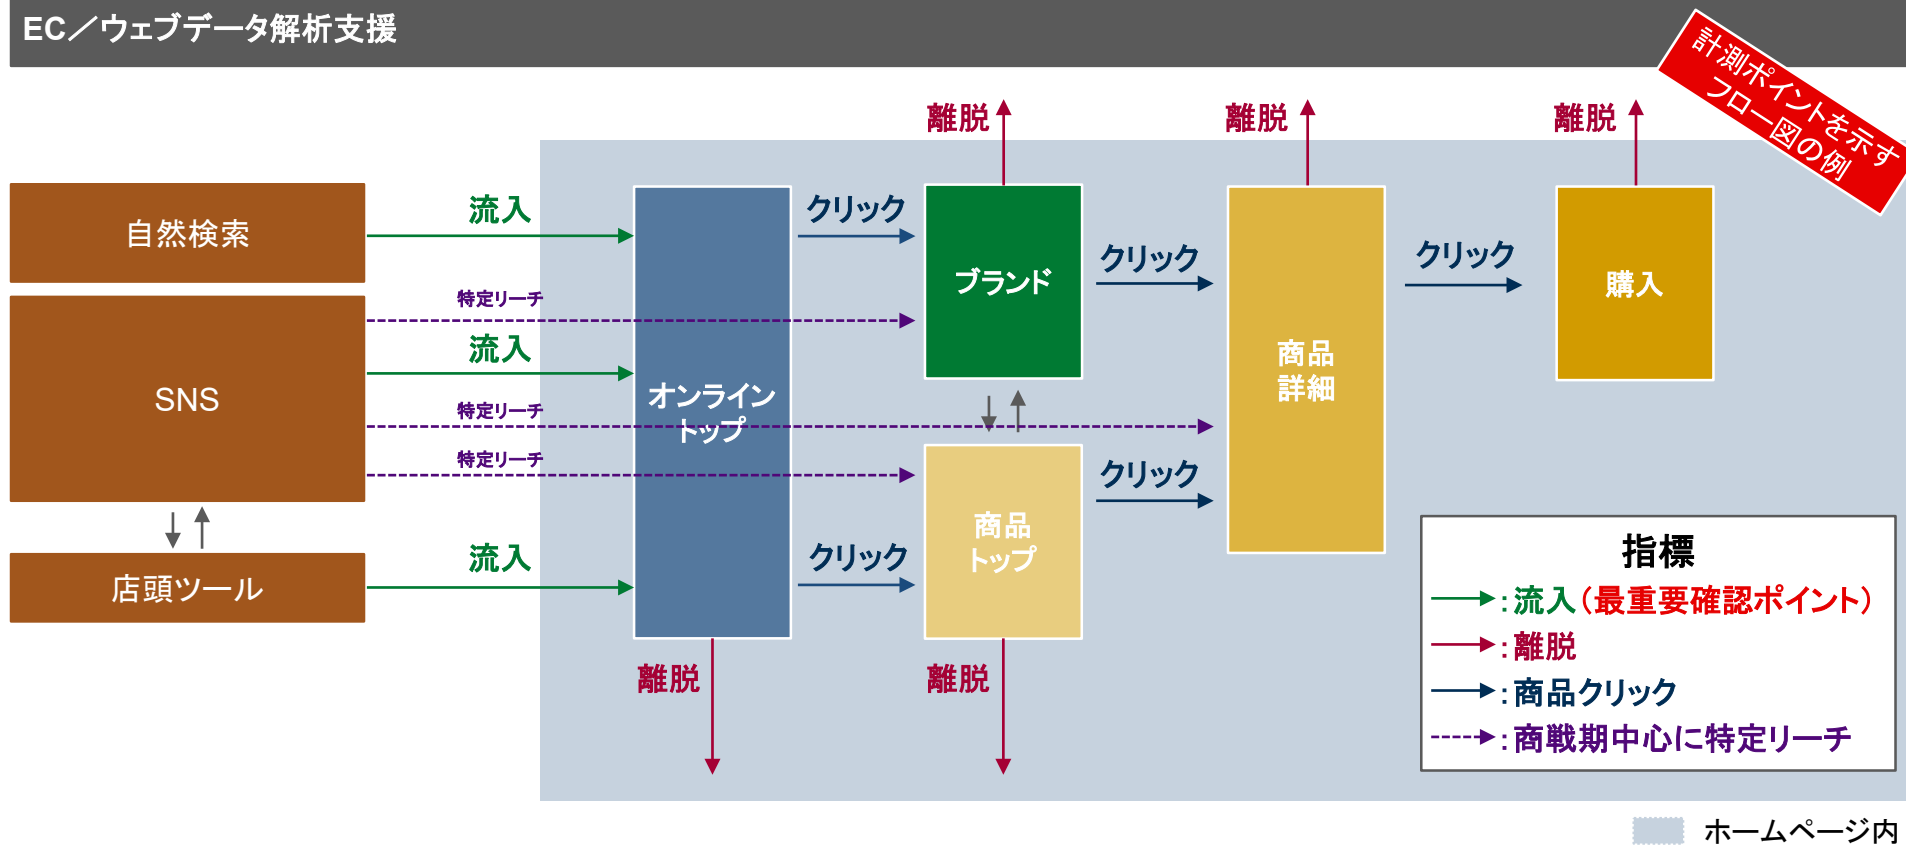 EC／ウェブデータ解析支援
計測ポイントを示す
フロー図の例
離脱
離脱
離脱
自然検索
流入
クリック
ブランド
クリック
クリック
購入
特定リーチ
流入
SNS
オンライン
トップ
商品
詳細
特定リーチ
特定リーチ
クリック
商品
トップ
店頭ツール
流入
クリック
離脱
離脱
指標
：流入（最重要確認ポイント）
：離脱
：商品クリック
：商戦期中心に特定リーチ
ホームページ内